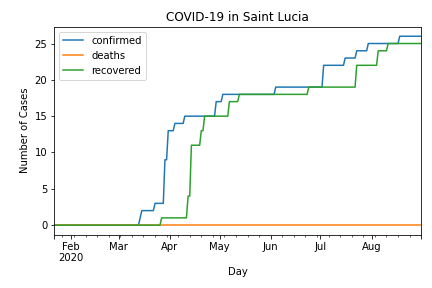 COVID-19 in Saint Lucia
confirmed
deaths
recovered
Number of Cases
25
20
15
10
5
0
Feb Mar Apr May Jun Jul Aug
2020
Day